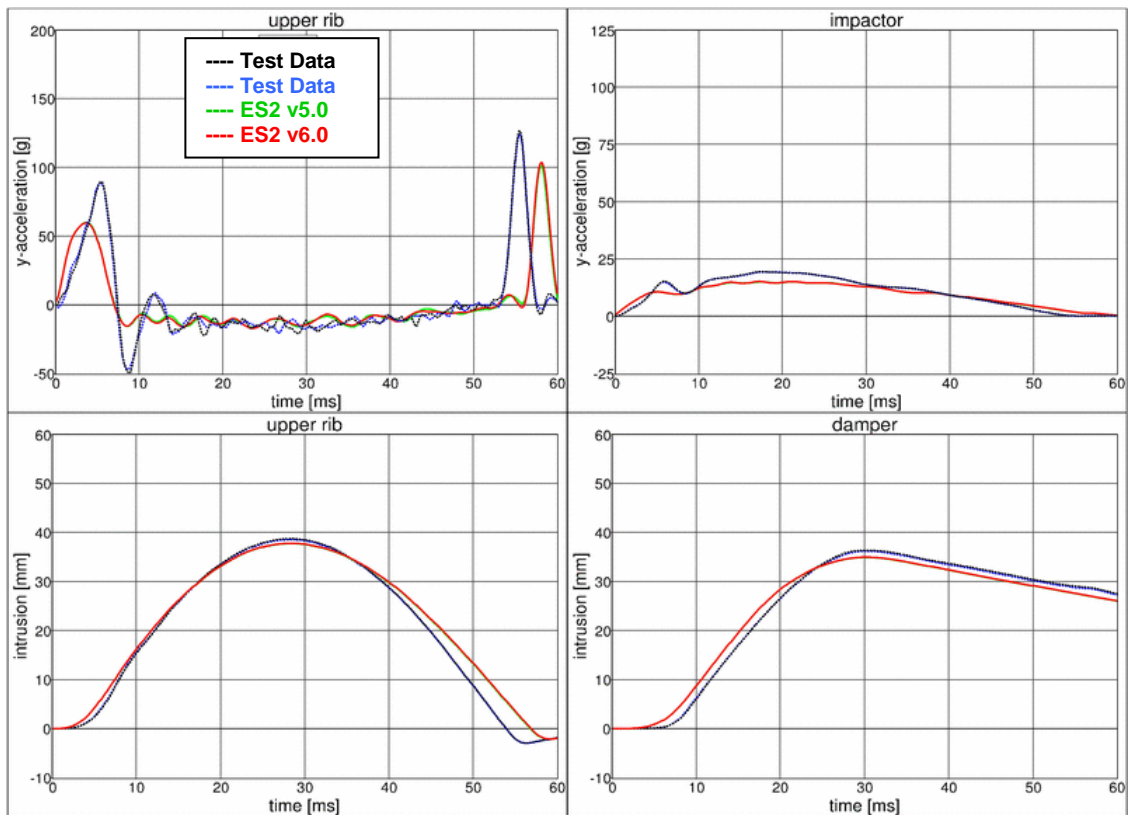 upper rib
200
150
100
50
0
-50
y-acceleration [g]
---- Test Data
---- Test Data
---- ES2 v5.0
---- ES2 v6.0
0 10 20 30 40 50 60
time [ms]
impactor
125
100
75
50
25
0
-25
y-acceleration [g]
0 10 20 30 40 50 60
time [ms]
upper rib
60
50
40
30
20
10
0
-10
intrusion [mm]
0 10 20 30 40 50 60
time [ms]
damper
60
50
40
30
20
10
0
-10
intrusion [mm]
0 10 20 30 40 50 60
time [ms]